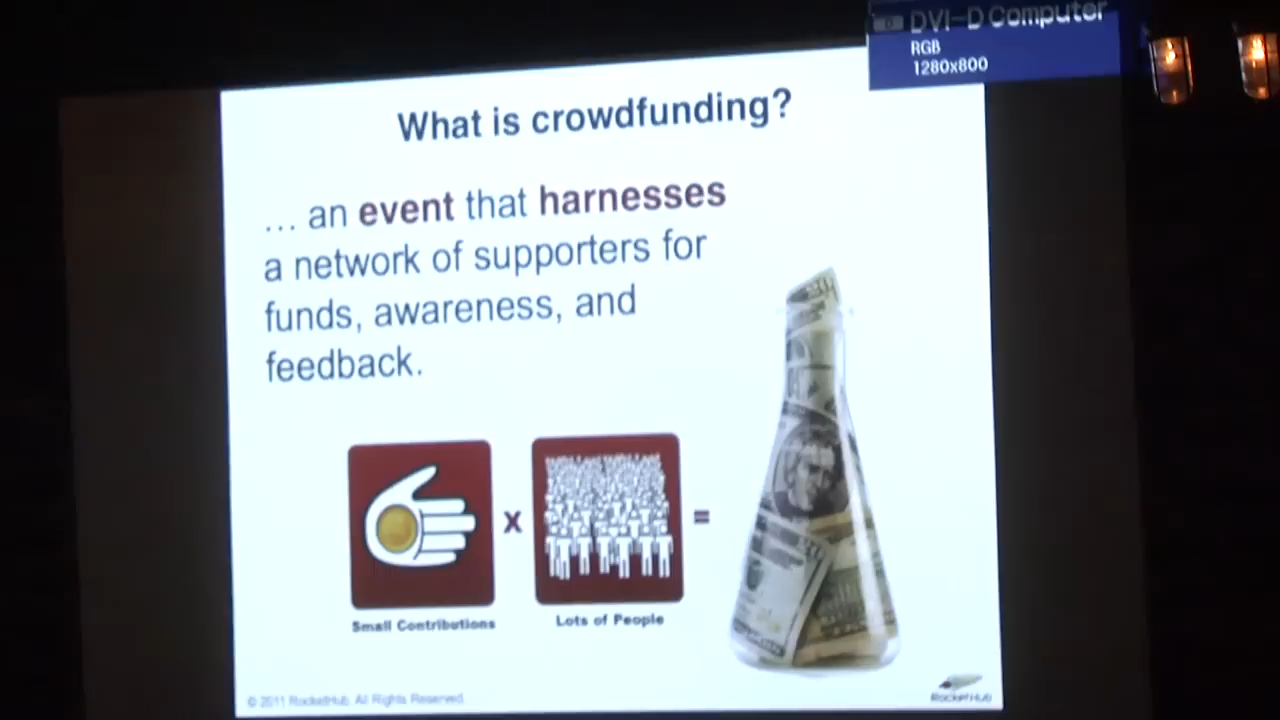 DVI-D Computer
RGB
1280x800
What is crowdfunding?
... an event that harnesses
a network of supporters for
funds, awareness, and
feedback.
x
=
Small Contributions
Lots of People
© 2011 RocketHub. All Rights Reserved.
RocketHub